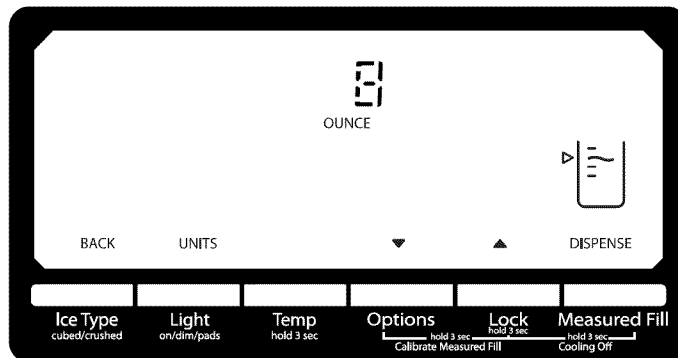 8
OUNCE
BACK UNITS DISPENSE
Ice Type Light Temp Options Lock Measured Fill
cubed/crushed on/dim/pads hold 3 sec hold 3 sec hold 3 sec hold 3 sec
Calibrate Measured Fill Cooling Off